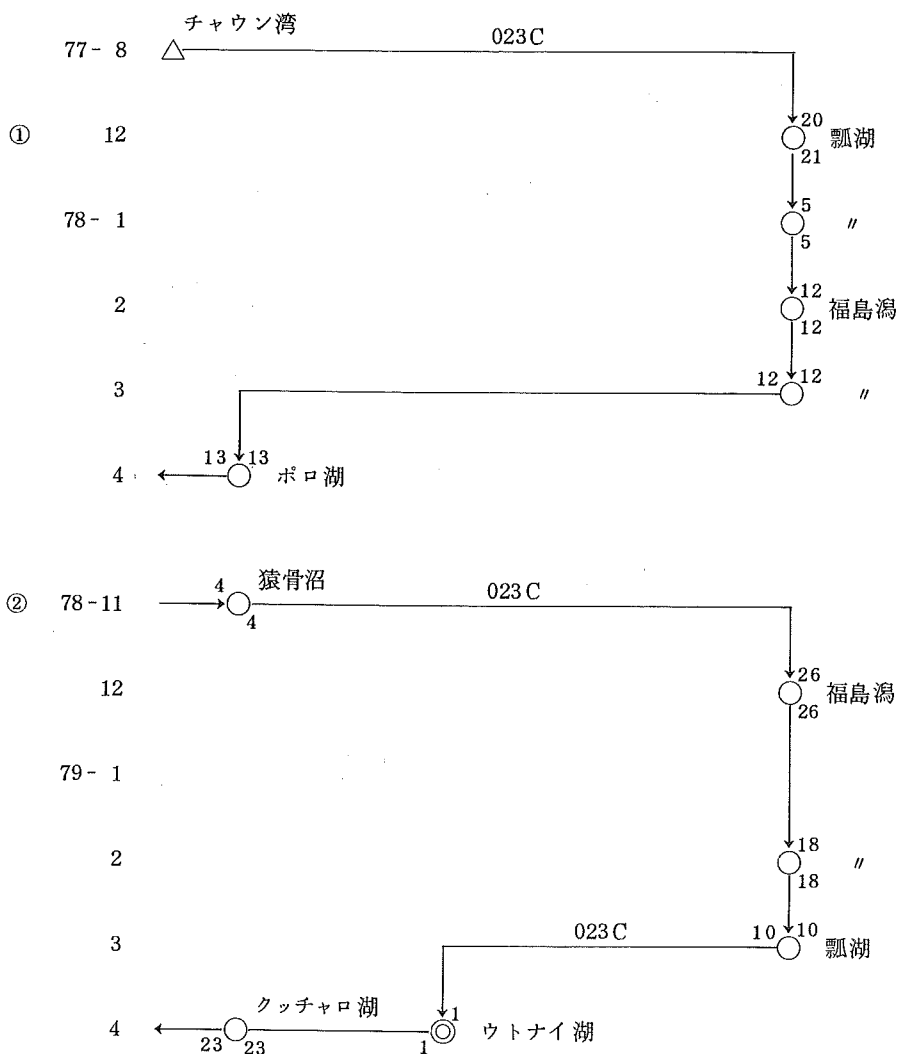 チャウン湾
77- 8 023C
20
① 12 瓢湖
21
5
78- 1 〃
5
12
2 福島潟
12
3 12 12 〃
13 13
4 ポロ湖
4 猿骨沼
② 78-11 023C
4
26
12 福島潟
26
79- 1
18
2 〃
18
023C 10 10
3 瓢湖
クッチャロ湖 1
4 ウトナイ湖
23 23 1